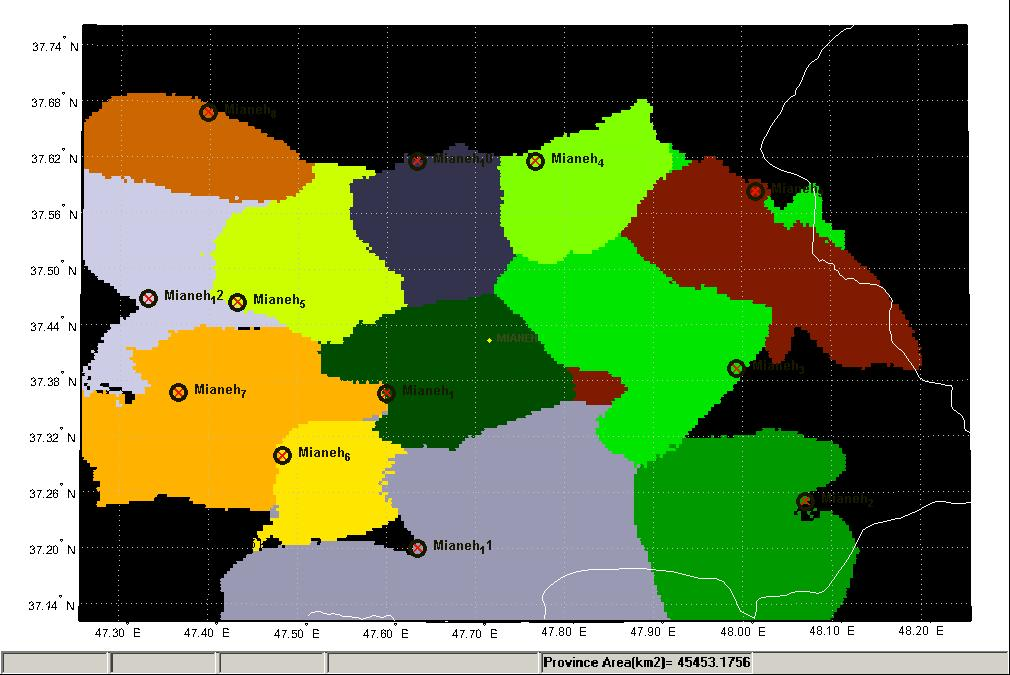 37.74° N
37.68° N
Mianeh8
37.62° N
Mianeh10
Mianeh4
Mianeh
37.56° N
37.50° N
Mianeh12
Mianeh5
37.44° N
MIANEH
37.38° N
Mianeh7
Mianeh1
Mianeh3
37.32° N
Mianeh6
37.26° N
Mianeh2
37.20° N
Mianeh11
37.14° N
47.30 E 47.40 E 47.50 E 47.60 E 47.70 E 47.80 E 47.90 E 48.00 E 48.10 E 48.20 E
Province Area(km2)= 45453.1756